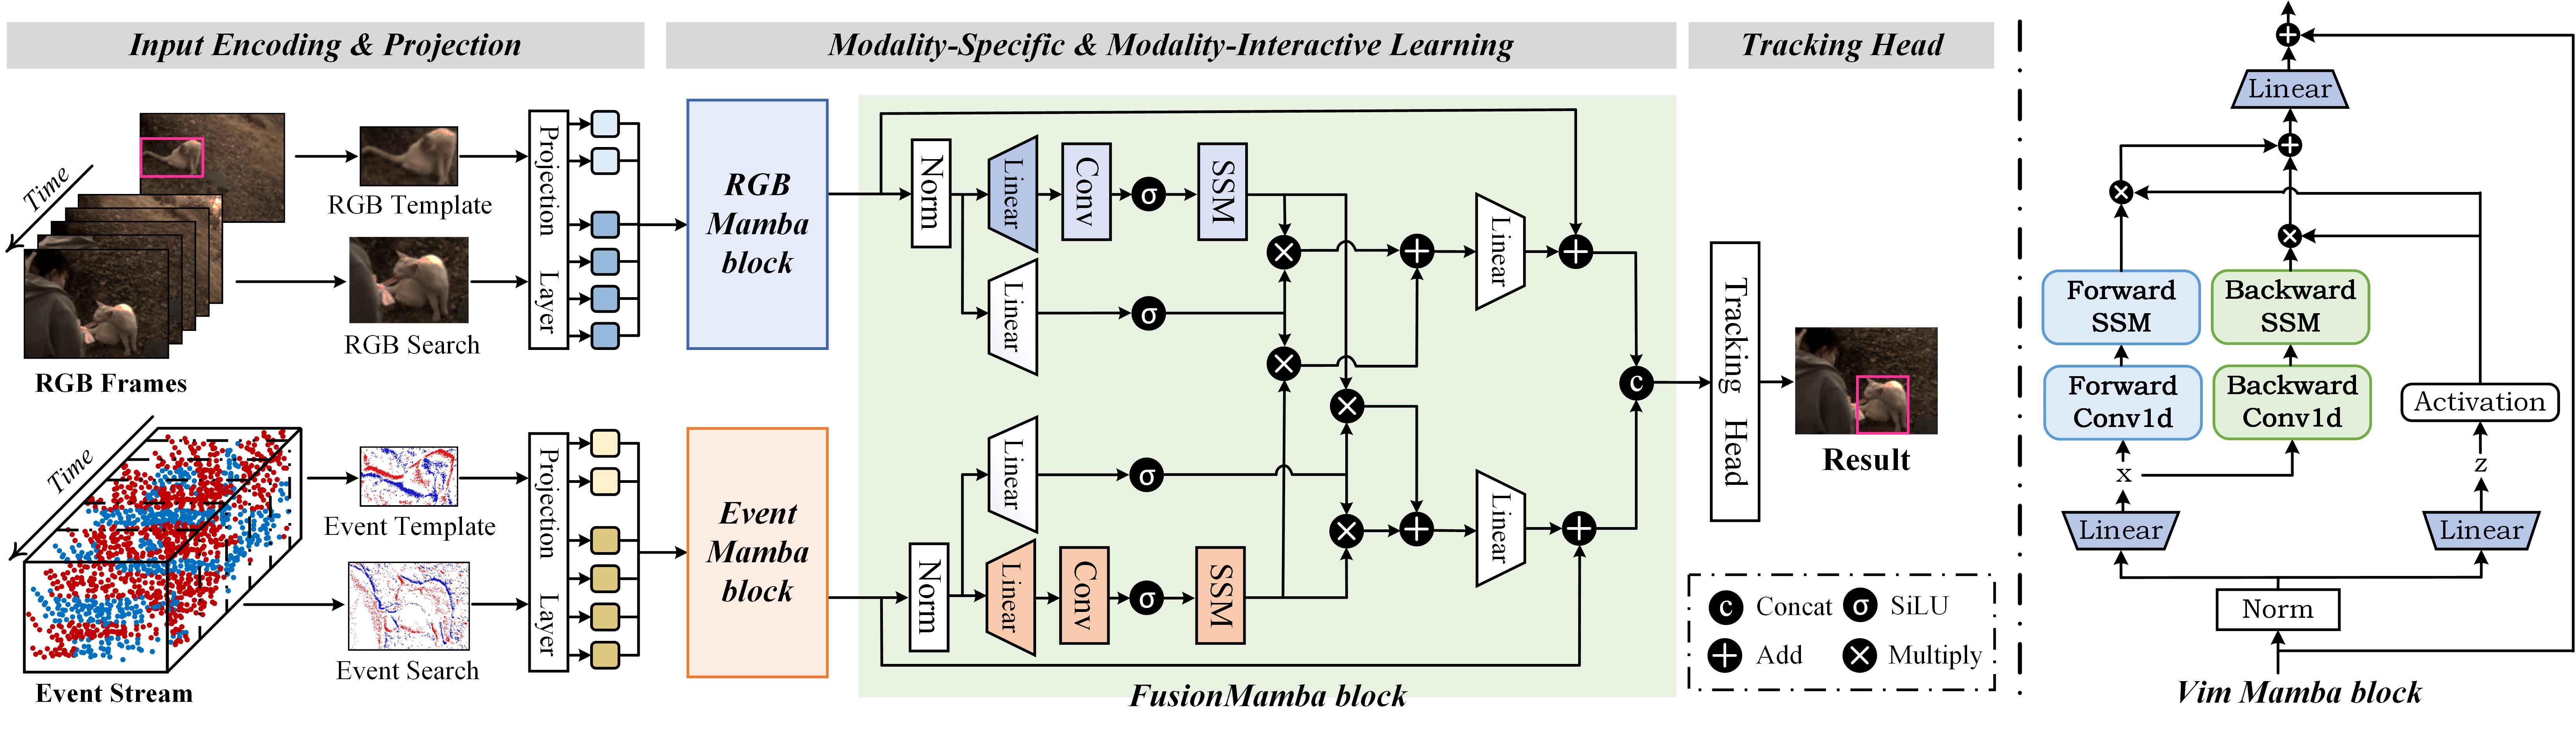 Input Encoding & Projection
Modality-Specific & Modality-Interactive Learning
Tracking Head
Time
RGB Template
RGB Search
RGB Frames
Projection Layer
RGB
Mamba
block
Norm
Linear
Conv
σ
SSM
Linear
σ
Linear
Time
Event Template
Event Search
Event Stream
Projection Layer
Event
Mamba
block
Linear
σ
Norm
Linear
Conv
σ
SSM
Linear
FusionMamba block
c
Tracking Head
Result
c Concat
σ SiLU
Add
Multiply
Linear
Forward
SSM
Backward
SSM
Forward
Conv1d
Backward
Conv1d
Activation
x
z
Linear
Linear
Norm
Vim Mamba block